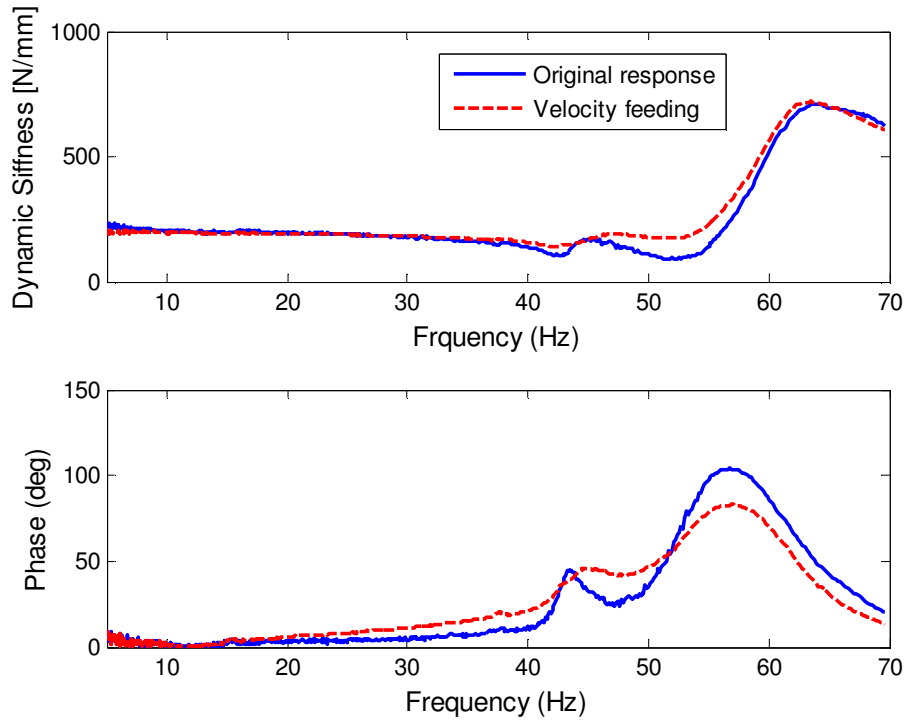 Dynamic Siffness [N/mm]
1000
500
0
Original response
Velocity feeding
10 20 30 40 50 60 70
Frquency (Hz)
Phase (deg)
150
100
50
0
10 20 30 40 50 60 70
Frequency (Hz)